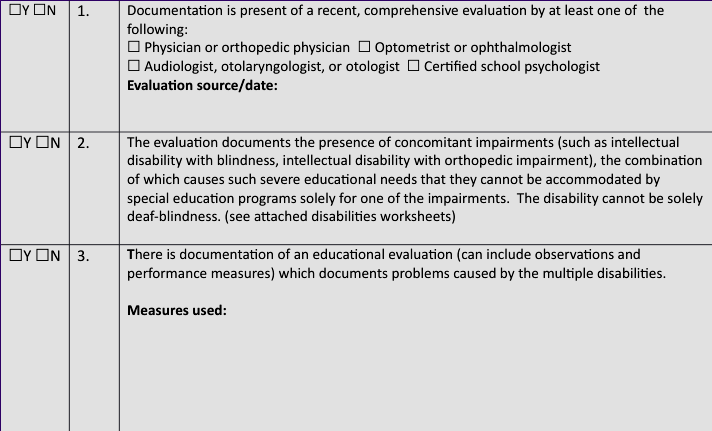 ☐Y ☐N 1. Documentation is present of a recent, comprehensive evaluation by at least one of  the
following:
☐ Physician or orthopedic physician  ☐ Optometrist or ophthalmologist
☐ Audiologist, otolaryngologist, or otologist  ☐ Certified school psychologist
Evaluation source/date:
☐Y ☐N 2. The evaluation documents the presence of concomitant impairments (such as intellectual
disability with blindness, intellectual disability with orthopedic impairment), the combination
of which causes such severe educational needs that they cannot be accommodated by
special education programs solely for one of the impairments.  The disability cannot be solely
deaf-blindness. (see attached disabilities worksheets)
☐Y ☐N 3. There is documentation of an educational evaluation (can include observations and
performance measures) which documents problems caused by the multiple disabilities.
Measures used: